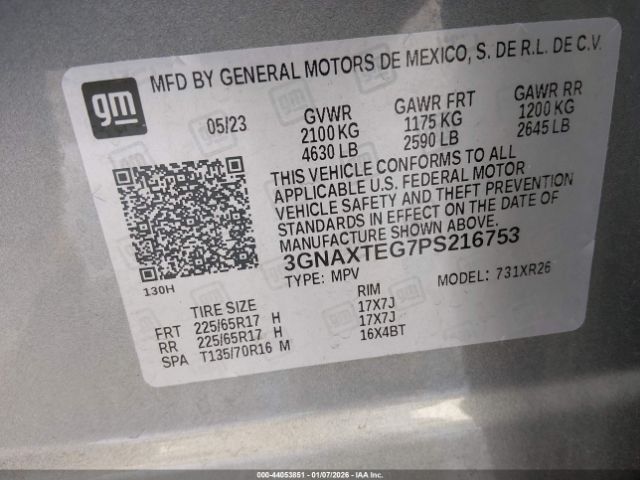 gm
MFD BY GENERAL MOTORS DE MEXICO, S. DE R.L. DE C.V.
05/23 GVWR GAWR FRT GAWR RR
2100 KG 1175 KG 1200 KG
4630 LB 2590 LB 2645 LB
THIS VEHICLE CONFORMS TO ALL
APPLICABLE U.S. FEDERAL MOTOR
VEHICLE SAFETY AND THEFT PREVENTION
STANDARDS IN EFFECT ON THE DATE OF
MANUFACTURE SHOWN ABOVE.
3GNAXTEG7PS216753
130H TYPE: MPV MODEL: 731XR26
TIRE SIZE RIM
FRT 225/65R17 H 17X7J
RR 225/65R17 H 17X7J
SPA T135/70R16 M 16X4BT
000-44053851 - 01/07/2026 - IAA, Inc.